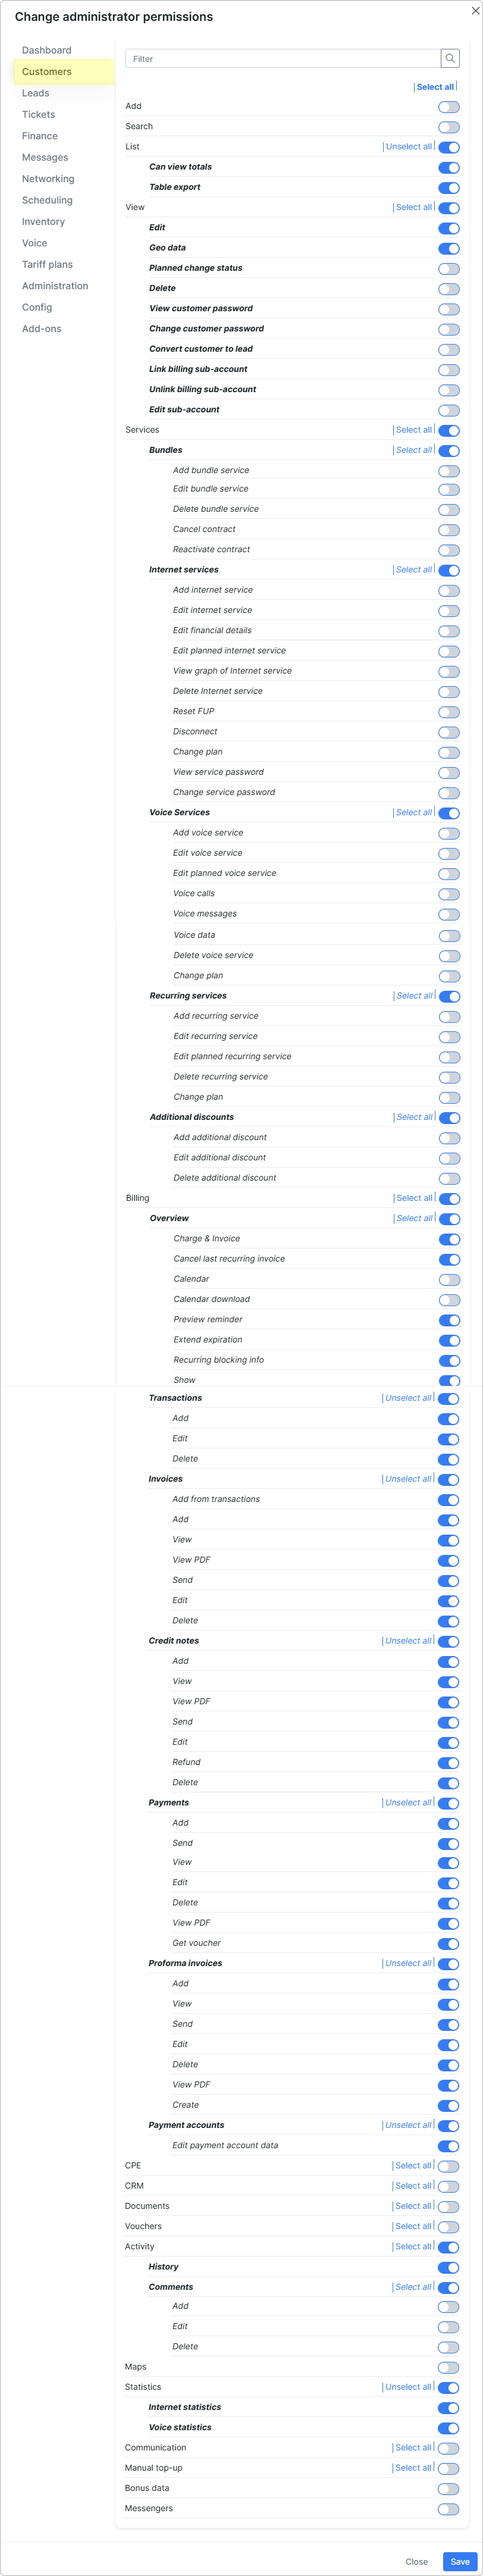 Change administrator permissions
Dashboard
Customers
Leads
Tickets
Finance
Messages
Networking
Scheduling
Inventory
Voice
Tariff plans
Administration
Config
Add-ons
Filter
Select all
Add
Search
List Unselect all
Can view totals
Table export
View Select all
Edit
Geo data
Planned change status
Delete
View customer password
Change customer password
Convert customer to lead
Link billing sub-account
Unlink billing sub-account
Edit sub-account
Services Select all
Bundles Select all
Add bundle service
Edit bundle service
Delete bundle service
Cancel contract
Reactivate contract
Internet services Select all
Add internet service
Edit internet service
Edit financial details
Edit planned internet service
View graph of Internet service
Delete Internet service
Reset FUP
Disconnect
Change plan
View service password
Change service password
Voice Services Select all
Add voice service
Edit voice service
Edit planned voice service
Voice calls
Voice messages
Voice data
Delete voice service
Change plan
Recurring services Select all
Add recurring service
Edit recurring service
Edit planned recurring service
Delete recurring service
Change plan
Additional discounts Select all
Add additional discount
Edit additional discount
Delete additional discount
Billing Select all
Overview Select all
Charge & Invoice
Cancel last recurring invoice
Calendar
Calendar download
Preview reminder
Extend expiration
Recurring blocking info
Show
Transactions Unselect all
Add
Edit
Delete
Invoices Unselect all
Add from transactions
Add
View
View PDF
Send
Edit
Delete
Credit notes Unselect all
Add
View
View PDF
Send
Edit
Refund
Delete
Payments Unselect all
Add
Send
View
Edit
Delete
View PDF
Get voucher
Proforma invoices Unselect all
Add
View
Send
Edit
Delete
View PDF
Create
Payment accounts Unselect all
Edit payment account data
CPE Select all
CRM Select all
Documents Select all
Vouchers Select all
Activity Select all
History
Comments Select all
Add
Edit
Delete
Maps
Statistics Unselect all
Internet statistics
Voice statistics
Communication Select all
Manual top-up Select all
Bonus data
Messengers
Close Save